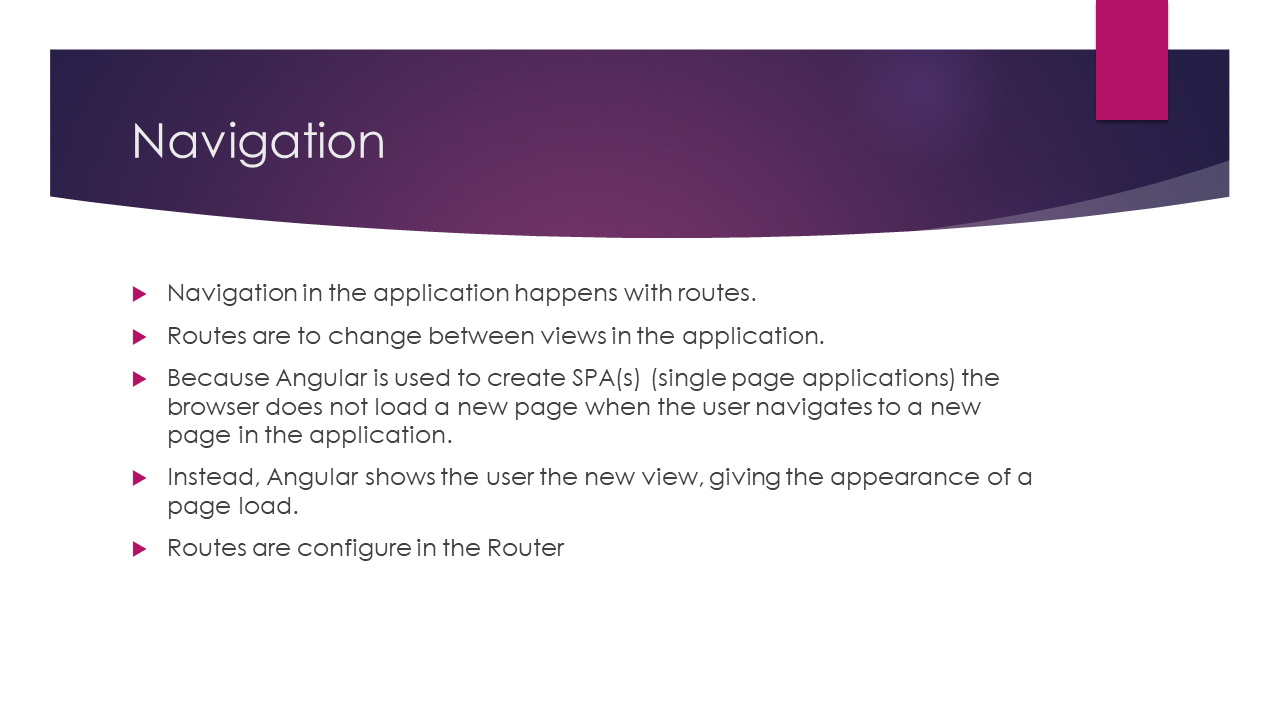 Navigation
Navigation in the application happens with routes.
Routes are to change between views in the application.
Because Angular is used to create SPA(s) (single page applications) the
browser does not load a new page when the user navigates to a new
page in the application.
Instead, Angular shows the user the new view, giving the appearance of a
page load.
Routes are configure in the Router